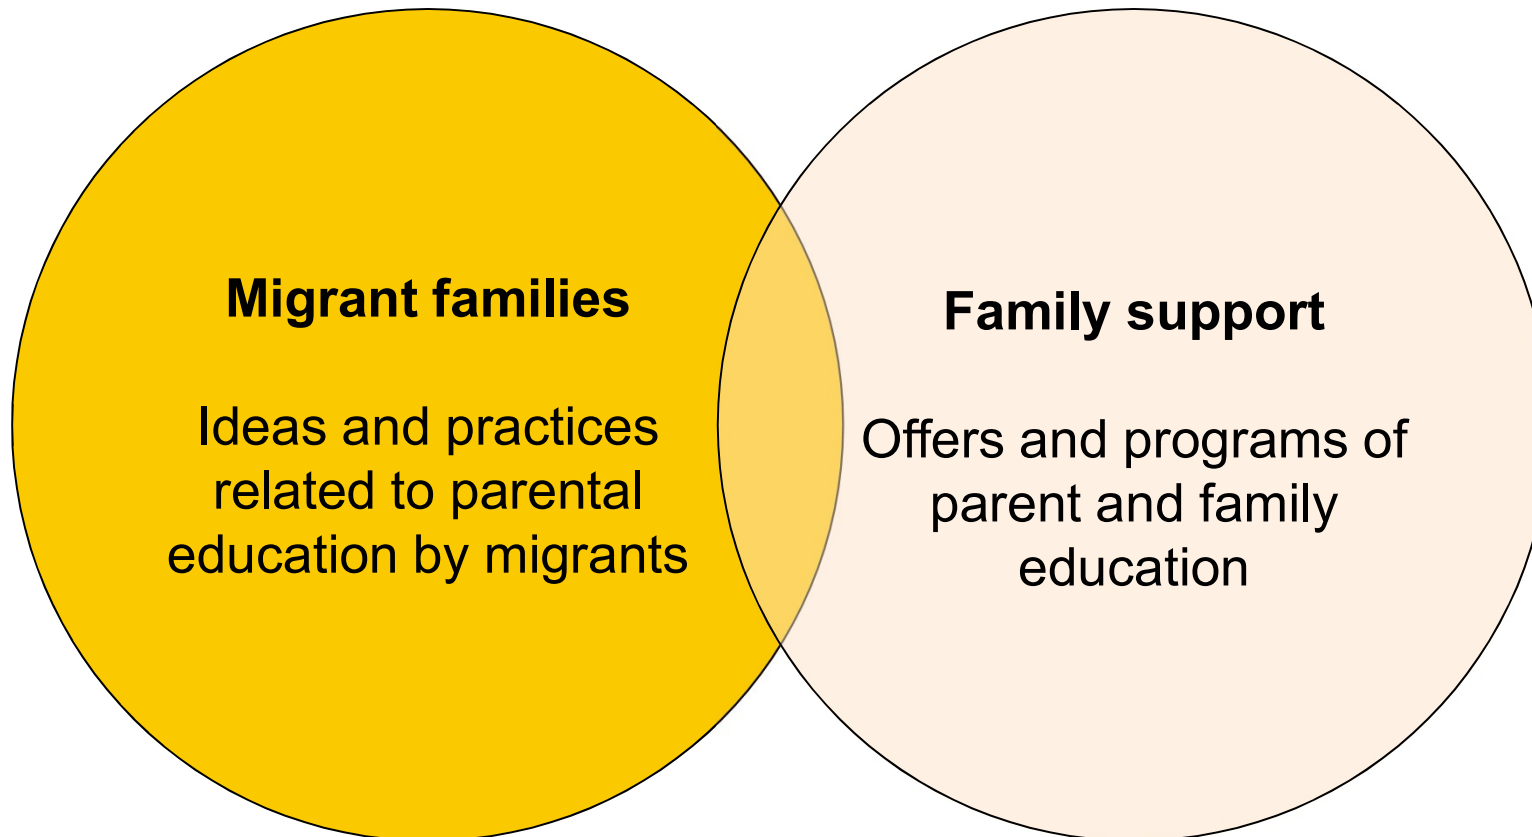 Migrant families
Ideas and practices
related to parental
education by migrants
Family support
Offers and programs of
parent and family
education